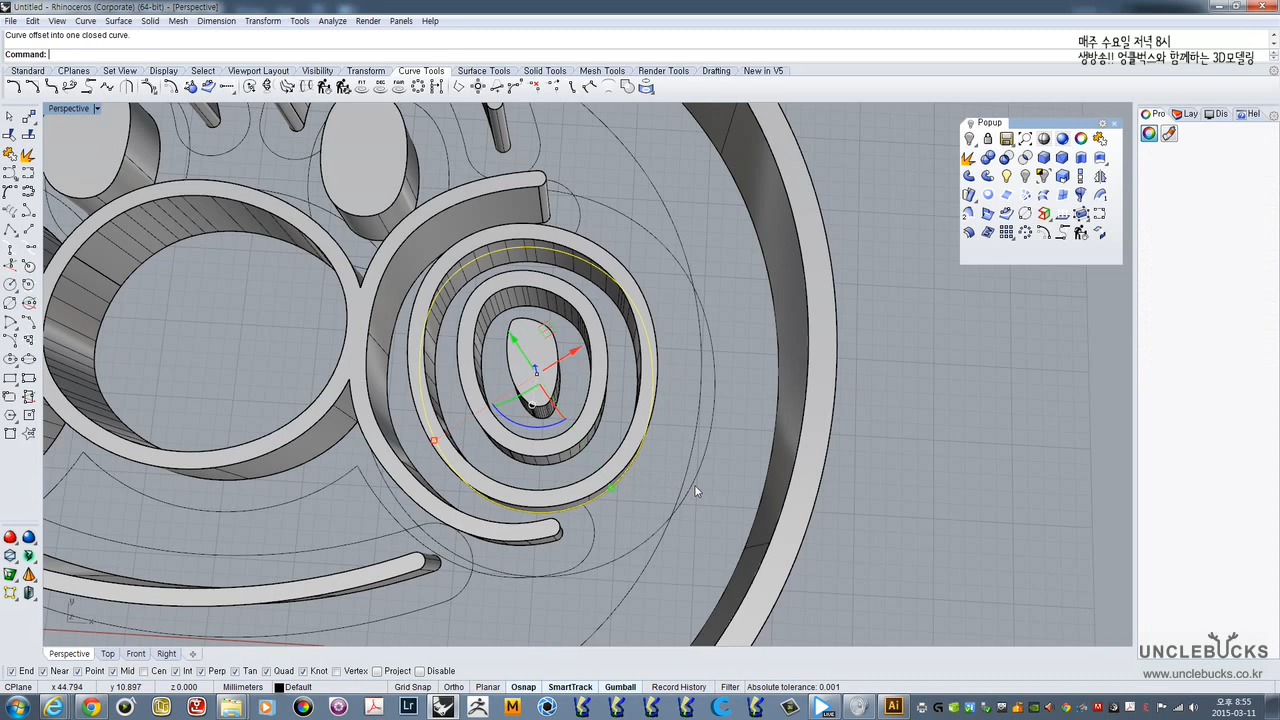 Untitled - Rhinoceros (Corporate) (64-bit) - [Perspective]
File Edit View Curve Surface Solid Mesh Dimension Transform Tools Analyze Render Panels Help
Curve offset into one closed curve.
매주 수요일 저녁 8시
Command:
생방송!! 엉클벅스와 함께하는 3D모델링
Standard CPlanes Set View Display Select Viewport Layout Visibility Transform Curve Tools Surface Tools Solid Tools Mesh Tools Render Tools Drafting New in V5
Perspective
Popup
Pro Lay Dis Hel
y
x
Perspective Top Front Right
UNCLEBUCKS
End Near Point Mid Cen Int Perp Tan Quad Knot Vertex Project Disable
www.unclebucks.co.kr
CPlane x 44.794 y 10.897 z 0.000 Millimeters Default Grid Snap Ortho Planar Osnap SmartTrack Gumball Record History Filter Absolute tolerance: 0.001
Lr
M
LIVE
Ai
오후 8:55
2015-03-11